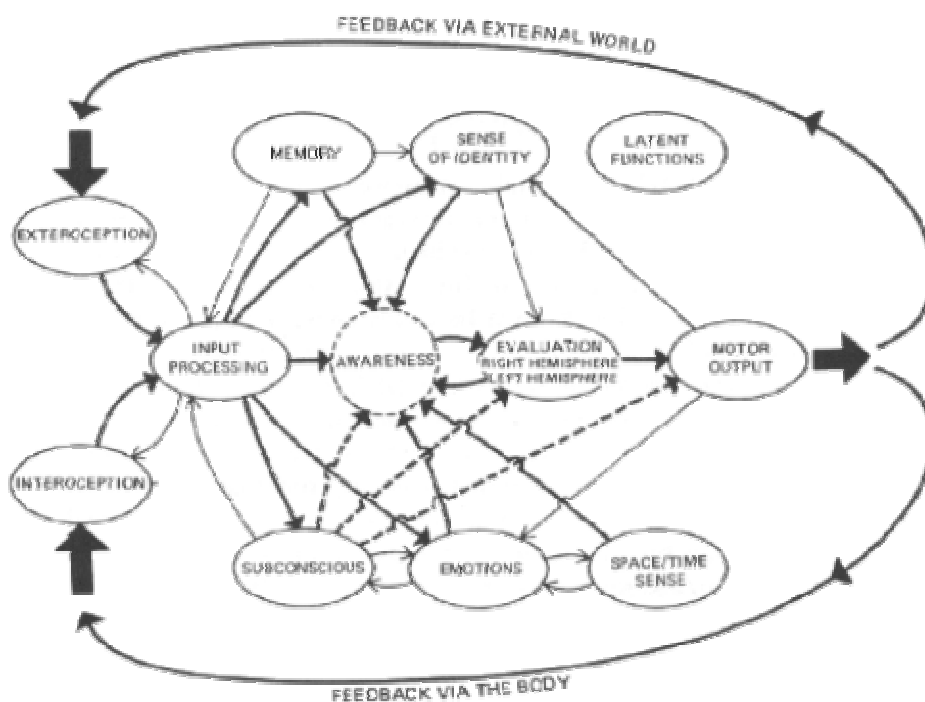 FEEDBACK VIA EXTERNAL WORLD
MEMORY
SENSE
OF IDENTITY
LATENT
FUNCTIONS
EXTEROCEPTION
INPUT
PROCESSING
AWARENESS
EVALUATION
RIGHT HEMISPHERE
LEFT HEMISPHERE
MOTOR
OUTPUT
INTEROCEPTION
SUBCONSCIOUS
EMOTIONS
SPACE/TIME
SENSE
FEEDBACK VIA THE BODY